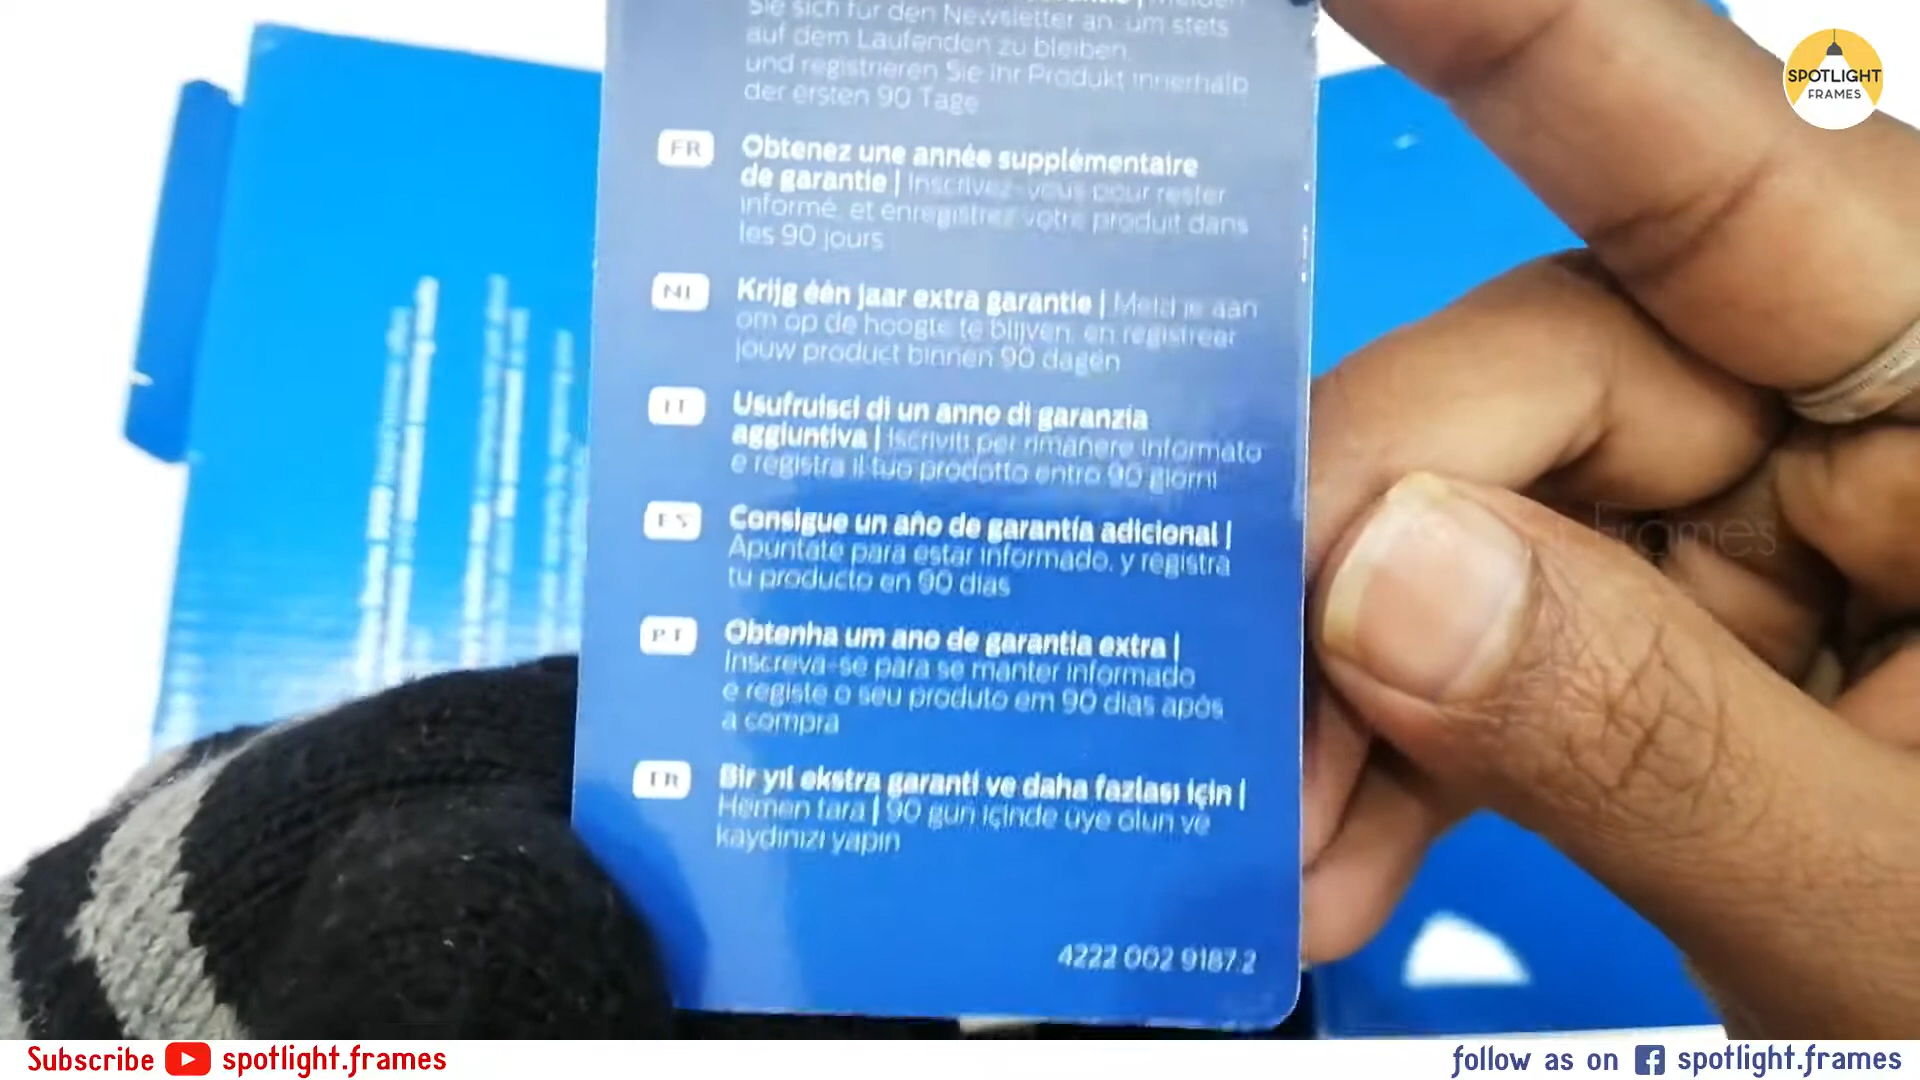 Sie sich für den Newsletter an, um stets
auf dem Laufenden zu bleiben,
und registrieren Sie Ihr Produkt innerhalb
der ersten 90 Tage
FR
Obtenez une année supplémentaire
de garantie | Inscrivez-vous pour rester
informé, et enregistrez votre produit dans
les 90 jours
NL
Krijg één jaar extra garantie | Meld je aan
om op de hoogte te blijven, en registreer
jouw product binnen 90 dagen
IT
Usufruisci di un anno di garanzia
aggiuntiva | Iscriviti per rimanere informato
e registra il tuo prodotto entro 90 giorni
ES
Consigue un año de garantía adicional |
Apúntate para estar informado, y registra
tu producto en 90 días
PT
Obtenha um ano de garantia extra |
Inscreva-se para se manter informado
e registe o seu produto em 90 dias após
a compra
TR
Bir yıl ekstra garanti ve daha fazlası için |
Hemen tara | 90 gün içinde üye olun ve
kaydınızı yapın
4222 002 9187.2
SPOTLIGHT
FRAMES
Frames
Subscribe spotlight.frames
follow as on spotlight.frames